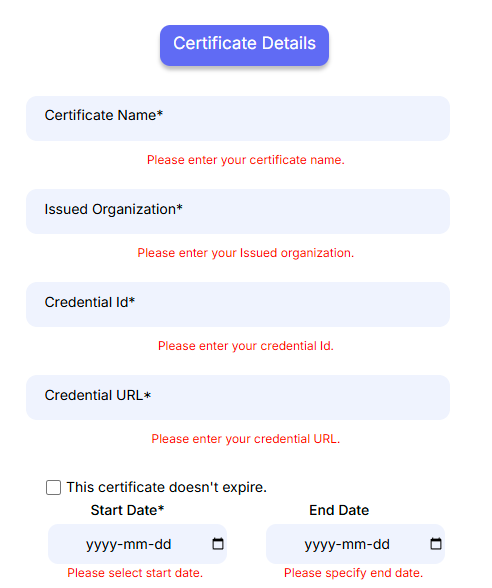 Certificate Details
Certificate Name*
Please enter your certificate name.
Issued Organization*
Please enter your Issued organization.
Credential Id*
Please enter your credential Id.
Credential URL*
Please enter your credential URL.
This certificate doesn't expire.
Start Date* End Date
yyyy-mm-dd yyyy-mm-dd
Please select start date. Please specify end date.